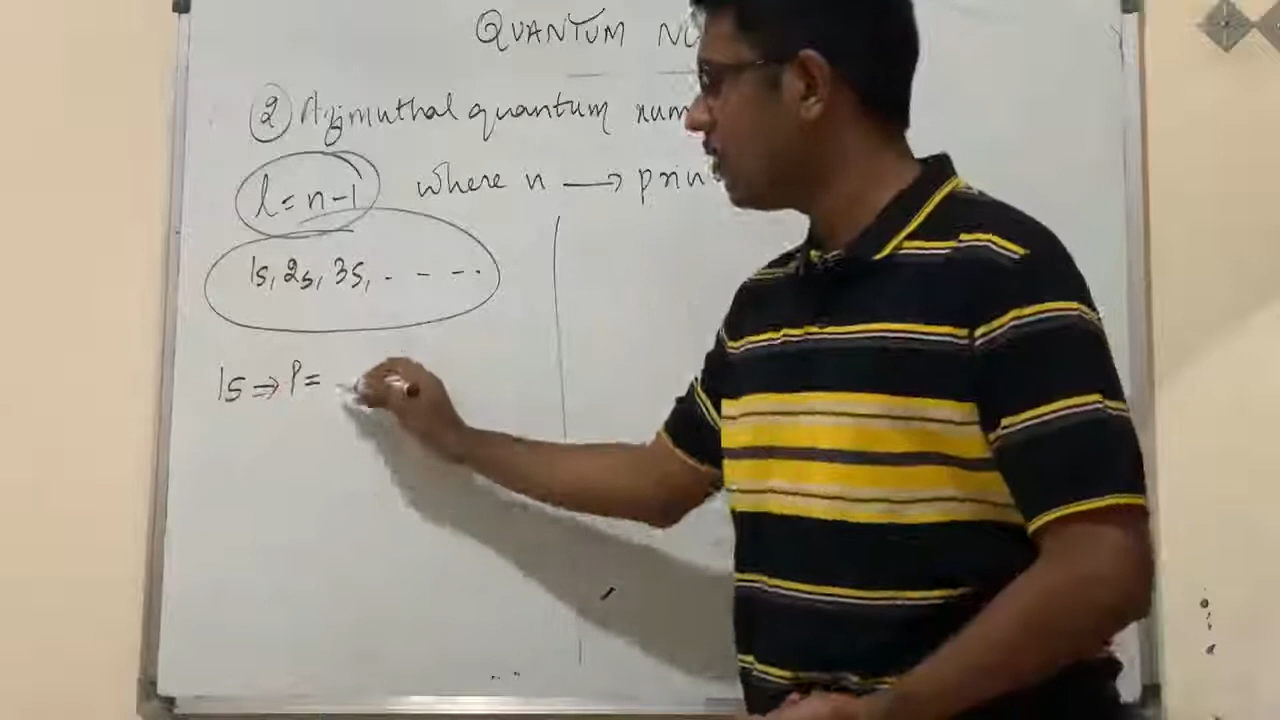 QUANTUM NU
② Azimuthal quantum num
l = n-1 where n → prin
1s, 2s, 3s, - - - -.
1s ⇒ l =